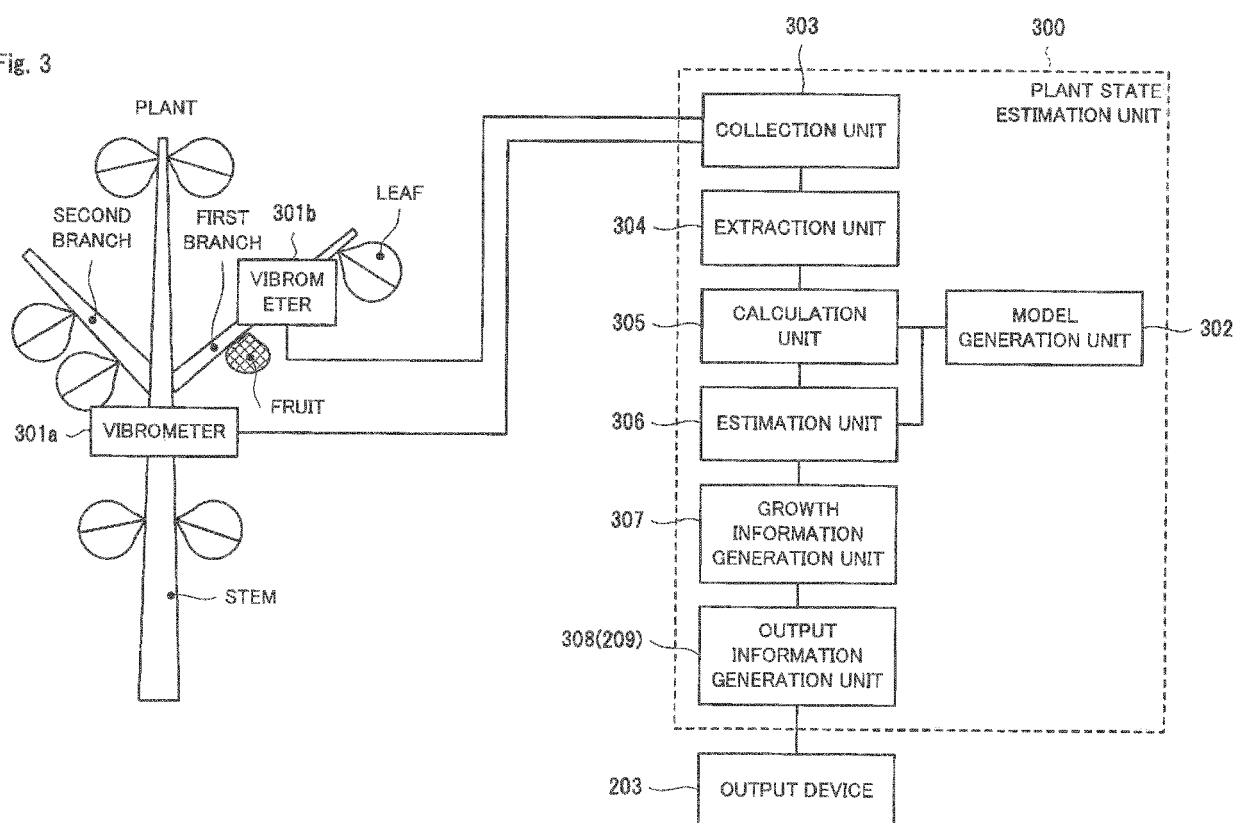 Fig. 3
PLANT
SECOND
BRANCH
FIRST
BRANCH
301b
LEAF
VIBROM
ETER
FRUIT
301a
VIBROMETER
STEM
303
300
PLANT STATE
ESTIMATION UNIT
COLLECTION UNIT
304
EXTRACTION UNIT
305
CALCULATION
UNIT
MODEL
GENERATION UNIT
302
306
ESTIMATION UNIT
307
GROWTH
INFORMATION
GENERATION UNIT
308(209)
OUTPUT
INFORMATION
GENERATION UNIT
203
OUTPUT DEVICE